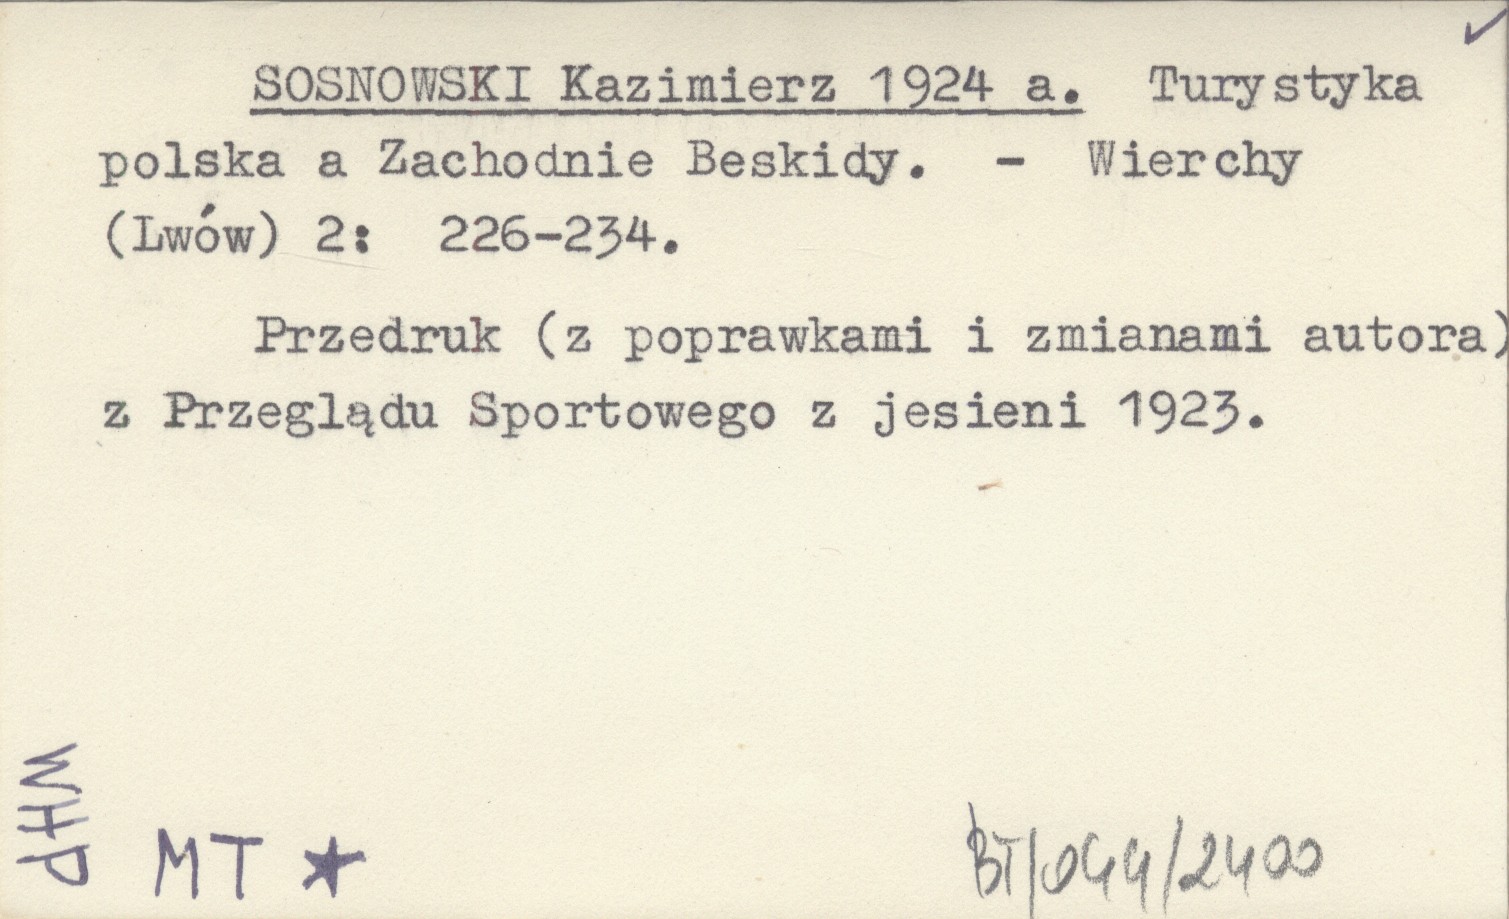 SOSNOWSKI Kazimierz 1924 a. Turystyka
polska a Zachodnie Beskidy. - Wierchy
(Lwów) 2: 226-234.
Przedruk (z poprawkami i zmianami autora)
z Przeglądu Sportowego z jesieni 1923.
WHP
MT ★
BT/044/2400